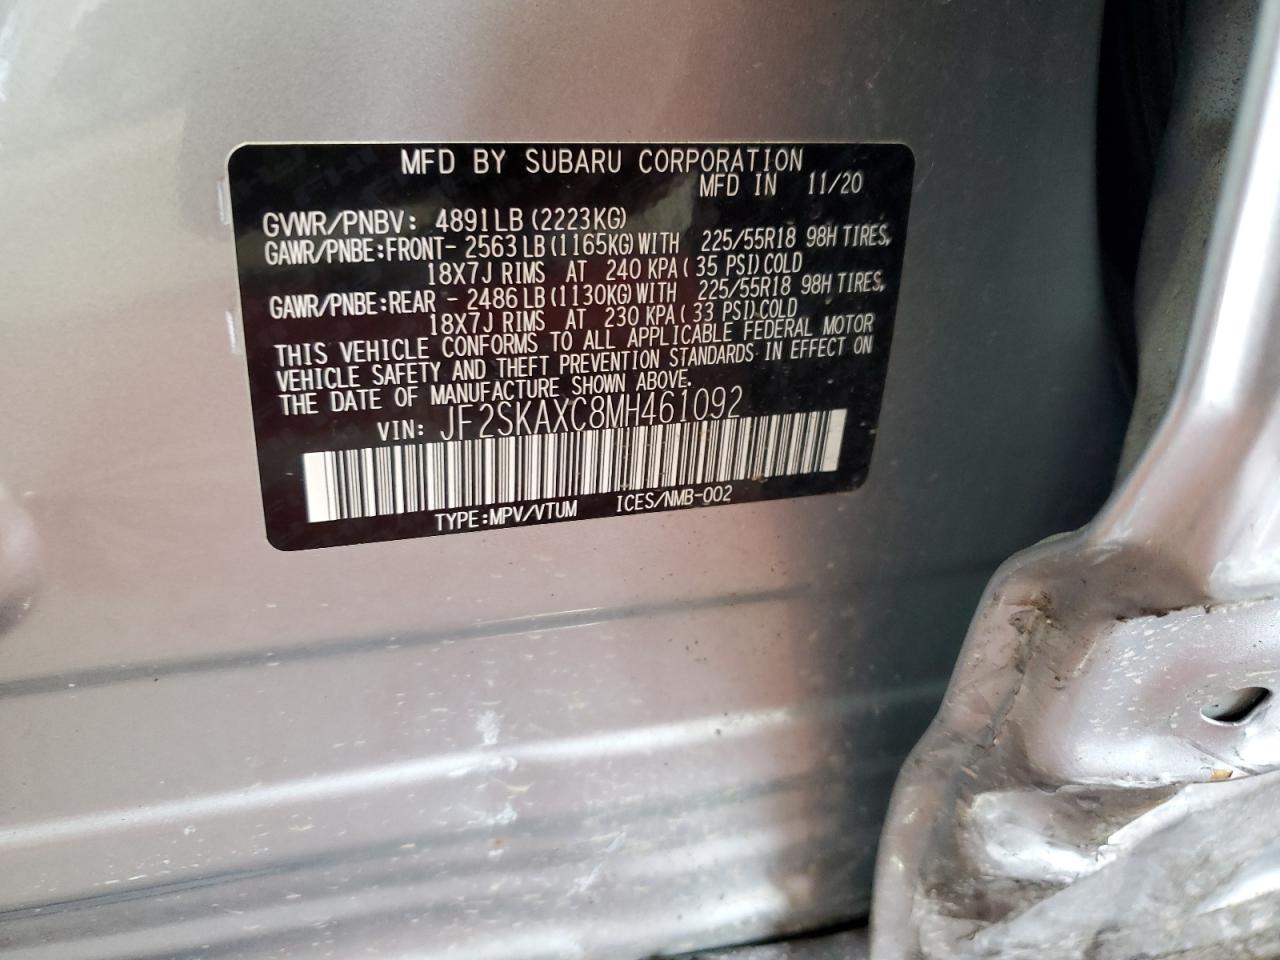 MFD BY SUBARU CORPORATION
MFD IN 11/20
GVWR/PNBV: 4891LB (2223KG)
GAWR/PNBE:FRONT- 2563LB(1165KG)WITH 225/55R18 98H TIRES,
18X7J RIMS AT 240 KPA( 35 PSI)COLD
GAWR/PNBE:REAR - 2486LB(1130KG)WITH 225/55R18 98H TIRES,
18X7J RIMS AT 230 KPA( 33 PSI)COLD
THIS VEHICLE CONFORMS TO ALL APPLICABLE FEDERAL MOTOR
VEHICLE SAFETY AND THEFT PREVENTION STANDARDS IN EFFECT ON
THE DATE OF MANUFACTURE SHOWN ABOVE.
VIN: JF2SKAXC8MH461092
TYPE:MPV/VTUM ICES/NMB-002